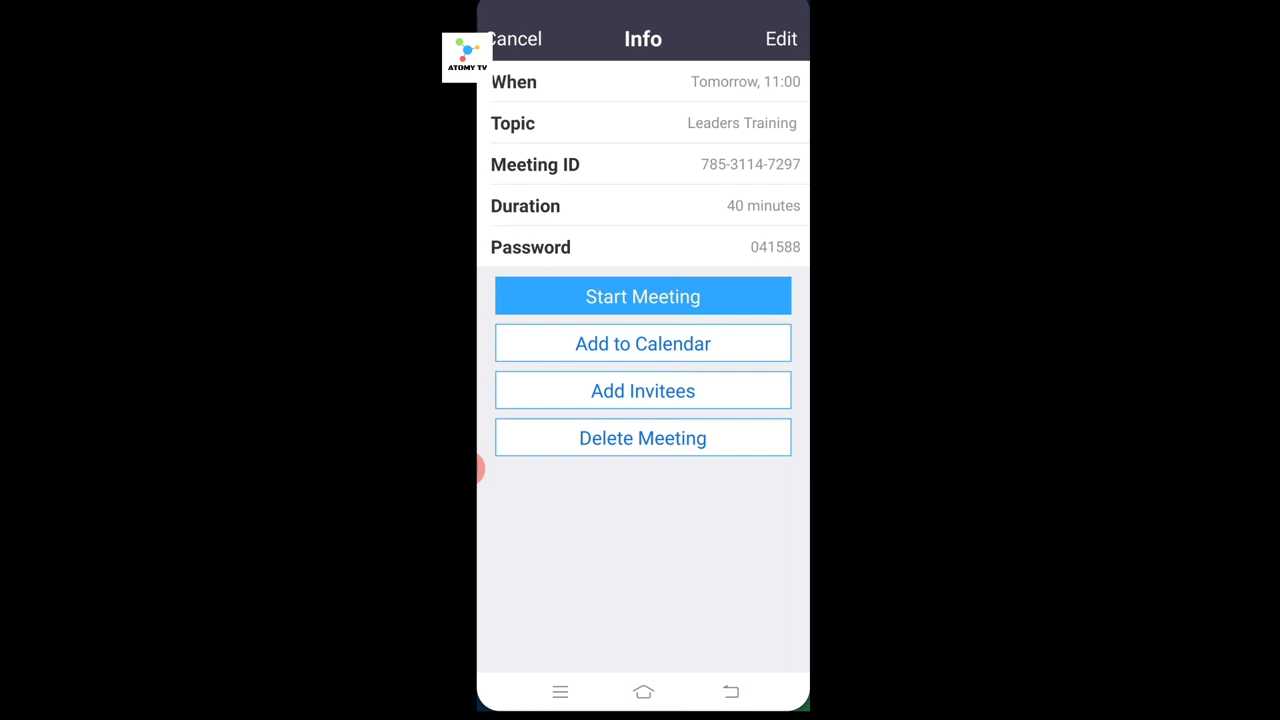 Cancel Info Edit
ATOMY TV
When Tomorrow, 11:00
Topic Leaders Training
Meeting ID 785-3114-7297
Duration 40 minutes
Password 041588
Start Meeting
Add to Calendar
Add Invitees
Delete Meeting